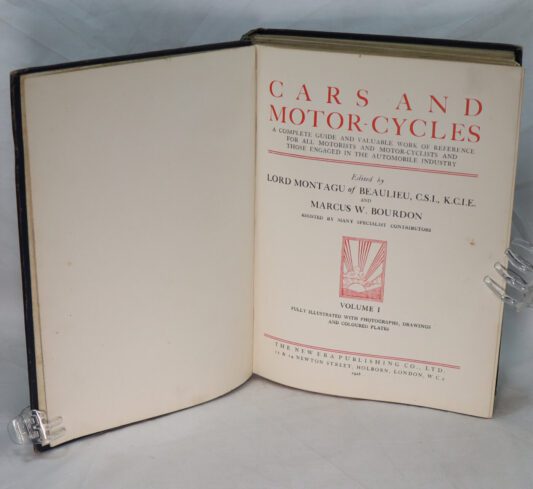 CARS AND
MOTOR-CYCLES
A COMPLETE GUIDE AND VALUABLE WORK OF REFERENCE
FOR ALL MOTORISTS AND MOTOR-CYCLISTS AND
THOSE ENGAGED IN THE AUTOMOBILE INDUSTRY
Edited by
LORD MONTAGU of BEAULIEU, C.S.I., K.C.I.E.
AND
MARCUS W. BOURDON
ASSISTED BY MANY SPECIALIST CONTRIBUTORS
VOLUME I
FULLY ILLUSTRATED WITH PHOTOGRAPHS, DRAWINGS
AND COLOURED PLATES
THE NEW ERA PUBLISHING CO., LTD.
NEWTON STREET, HOLBORN, LONDON, W.C.